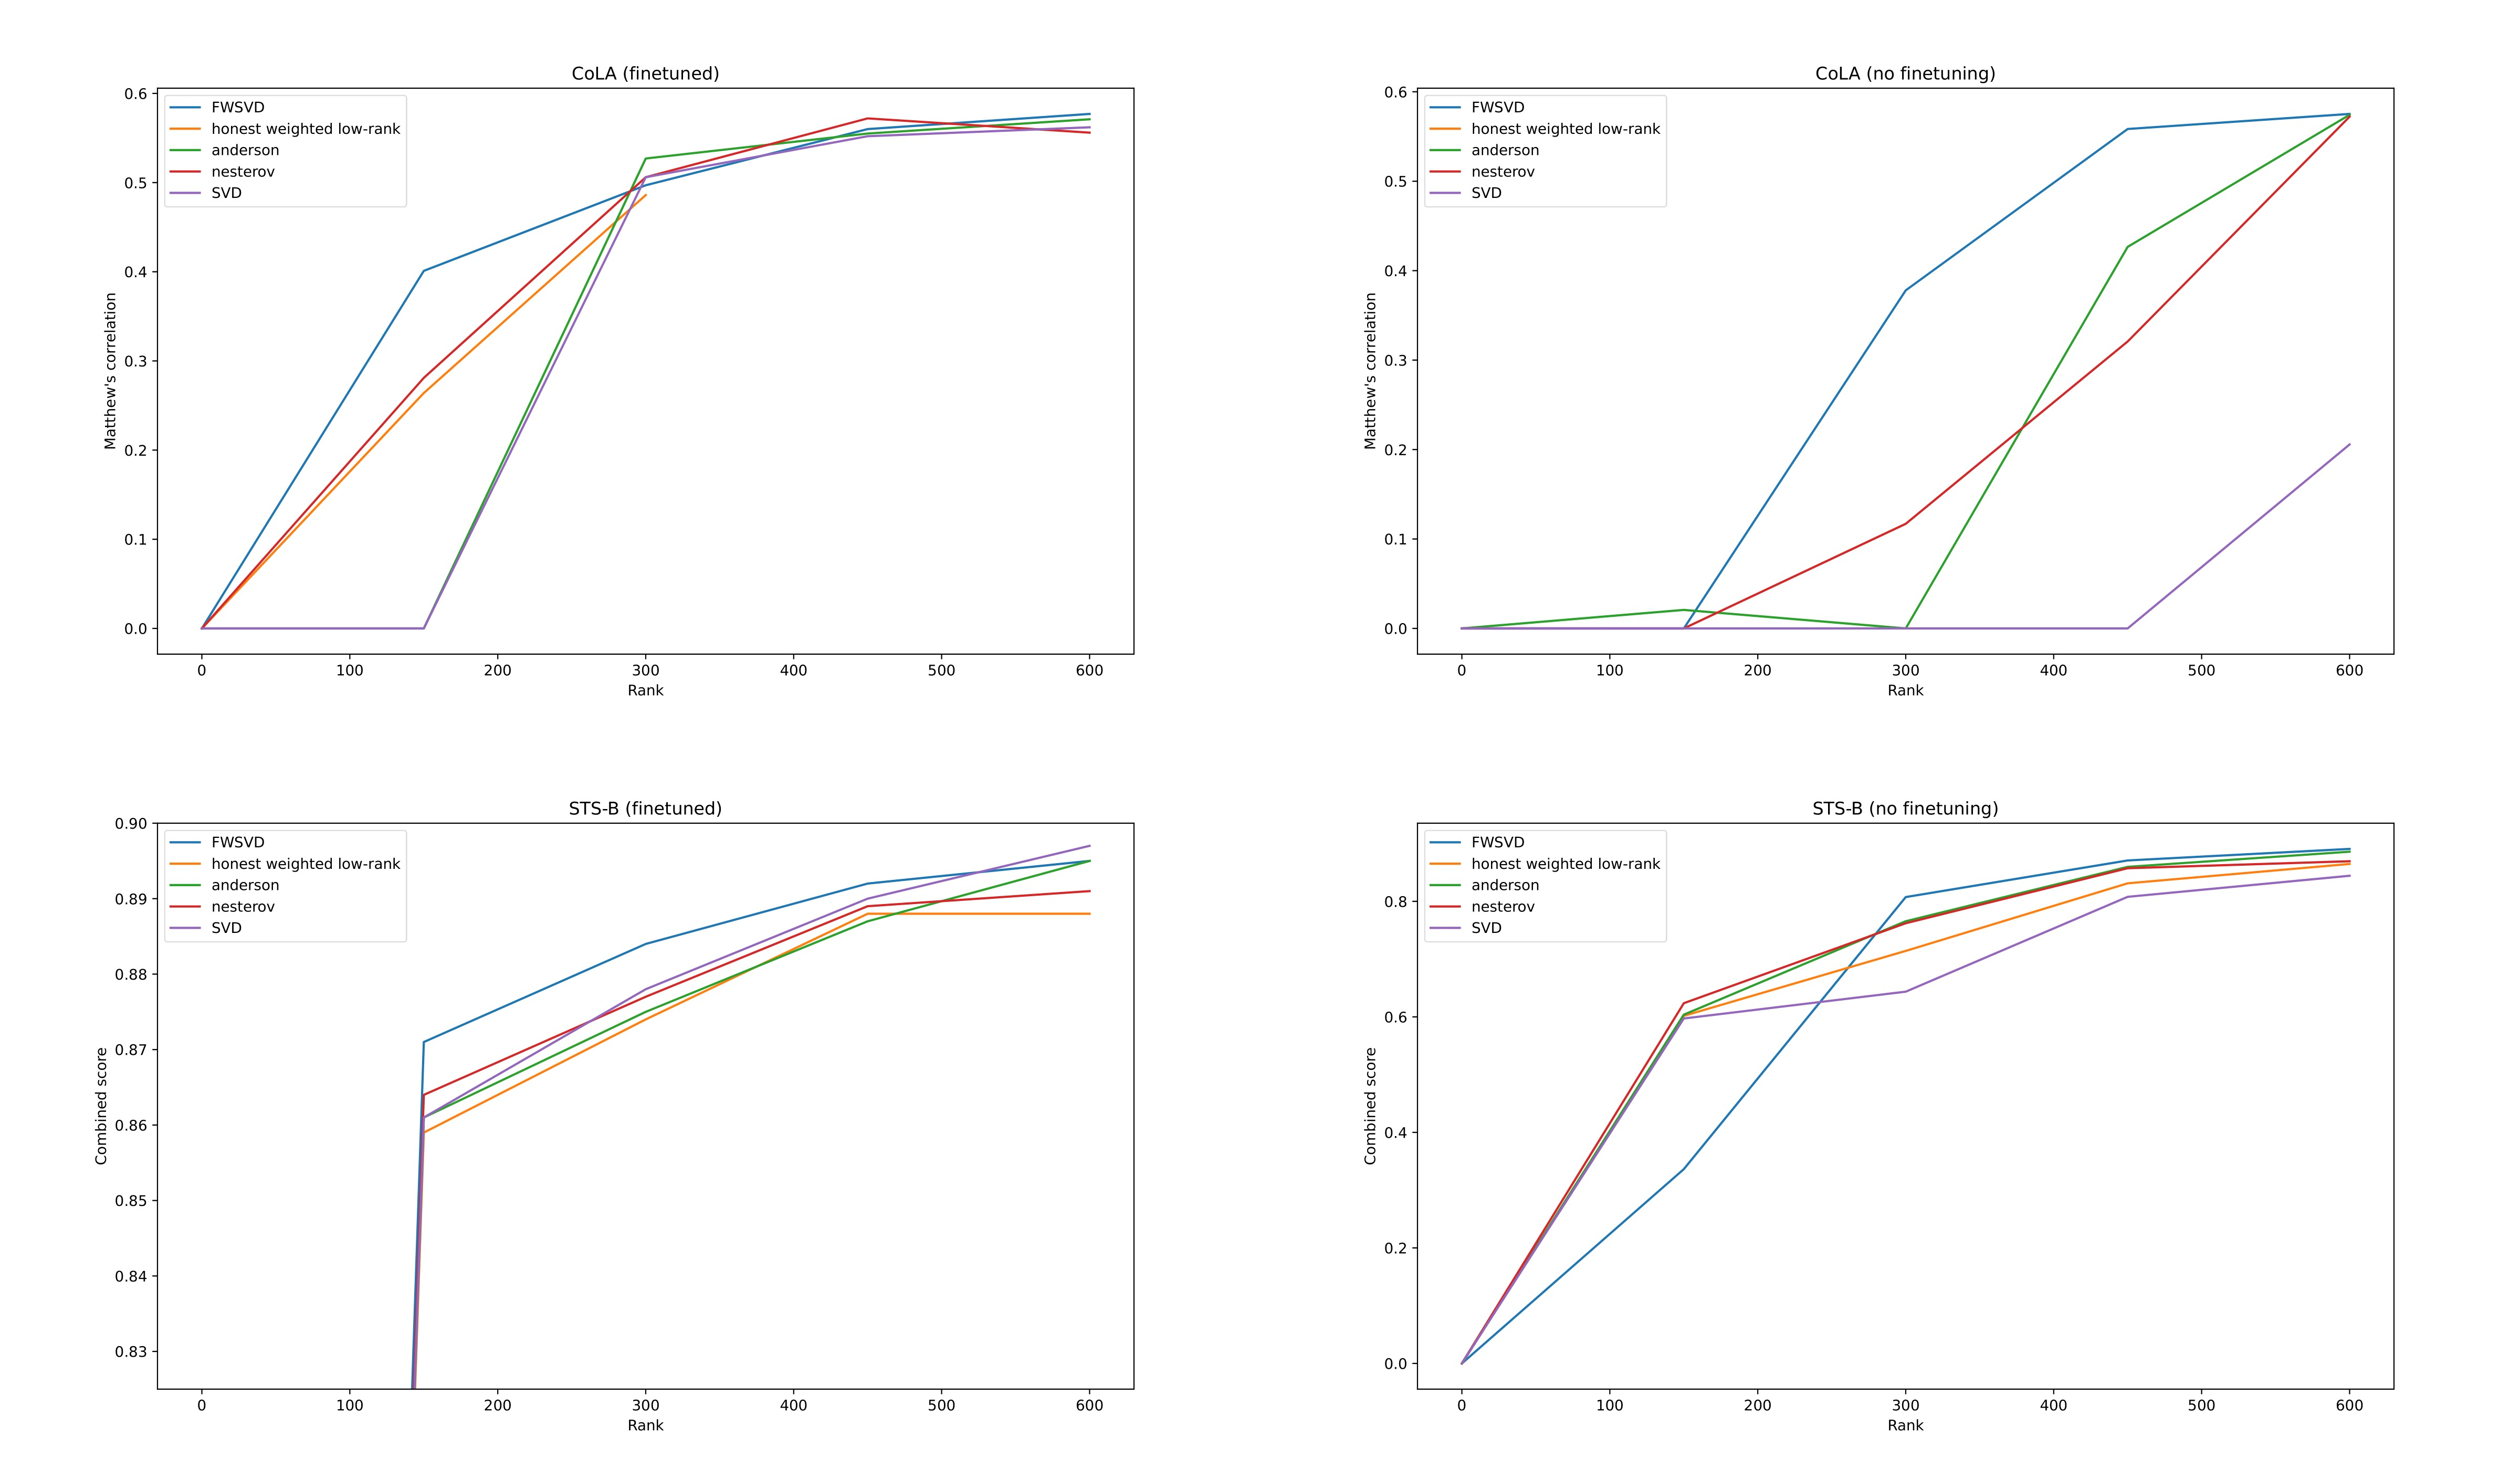 CoLA (finetuned)
0.6
0.5
0.4
0.3
0.2
0.1
0.0
Matthew's correlation
FWSVD
honest weighted low-rank
anderson
nesterov
SVD
0 100 200 300 400 500 600
Rank
CoLA (no finetuning)
0.6
0.5
0.4
0.3
0.2
0.1
0.0
Matthew's correlation
FWSVD
honest weighted low-rank
anderson
nesterov
SVD
0 100 200 300 400 500 600
Rank
STS-B (finetuned)
0.90
0.89
0.88
0.87
0.86
0.85
0.84
0.83
Combined score
FWSVD
honest weighted low-rank
anderson
nesterov
SVD
0 100 200 300 400 500 600
Rank
STS-B (no finetuning)
0.8
0.6
0.4
0.2
0.0
Combined score
FWSVD
honest weighted low-rank
anderson
nesterov
SVD
0 100 200 300 400 500 600
Rank